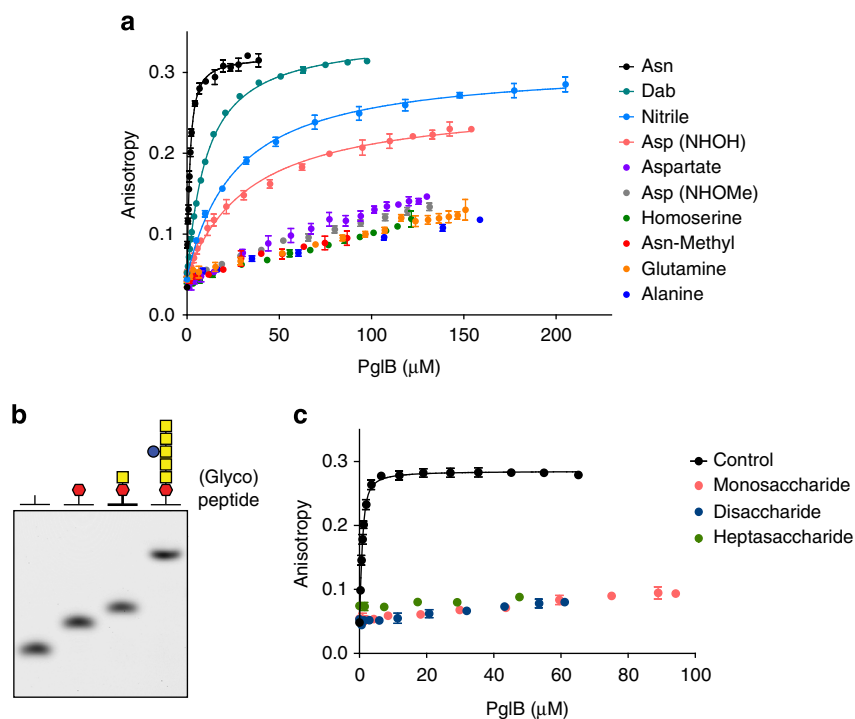 a
Anisotropy
0.3
0.2
0.1
0.0
0 50 100 150 200
PglB (μM)
Asn
Dab
Nitrile
Asp (NHOH)
Aspartate
Asp (NHOMe)
Homoserine
Asn-Methyl
Glutamine
Alanine
b
(Glyco)
peptide
c
Anisotropy
0.3
0.2
0.1
0.0
0 20 40 60 80 100
PglB (μM)
Control
Monosaccharide
Disaccharide
Heptasaccharide